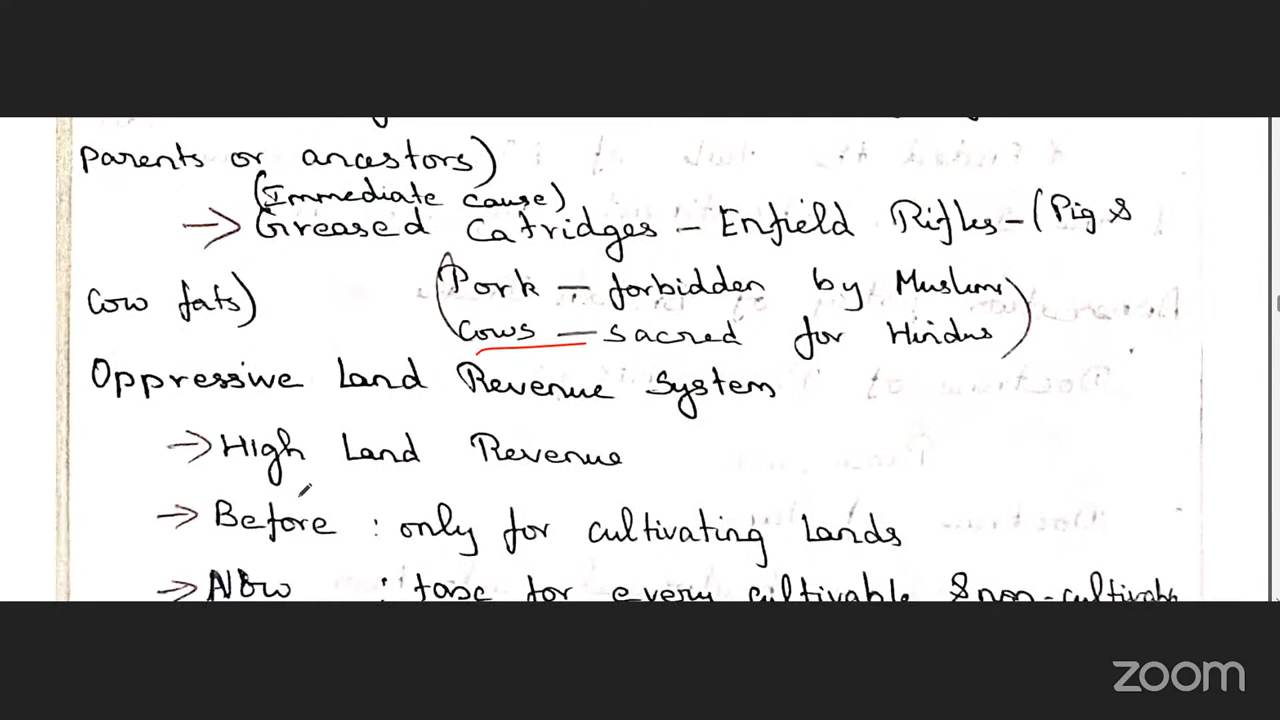 parents or ancestors)
(Immediate cause)
→ Greased Catridges - Enfield Rifles - (Pig &
Cow fats)
(Pork - forbidden by Muslims
Cows - sacred for Hindus)
Oppressive Land Revenue System
→ High Land Revenue
→ Before : only for cultivating Lands
→ Now : tax for every cultivable & non-cultivable
zoom